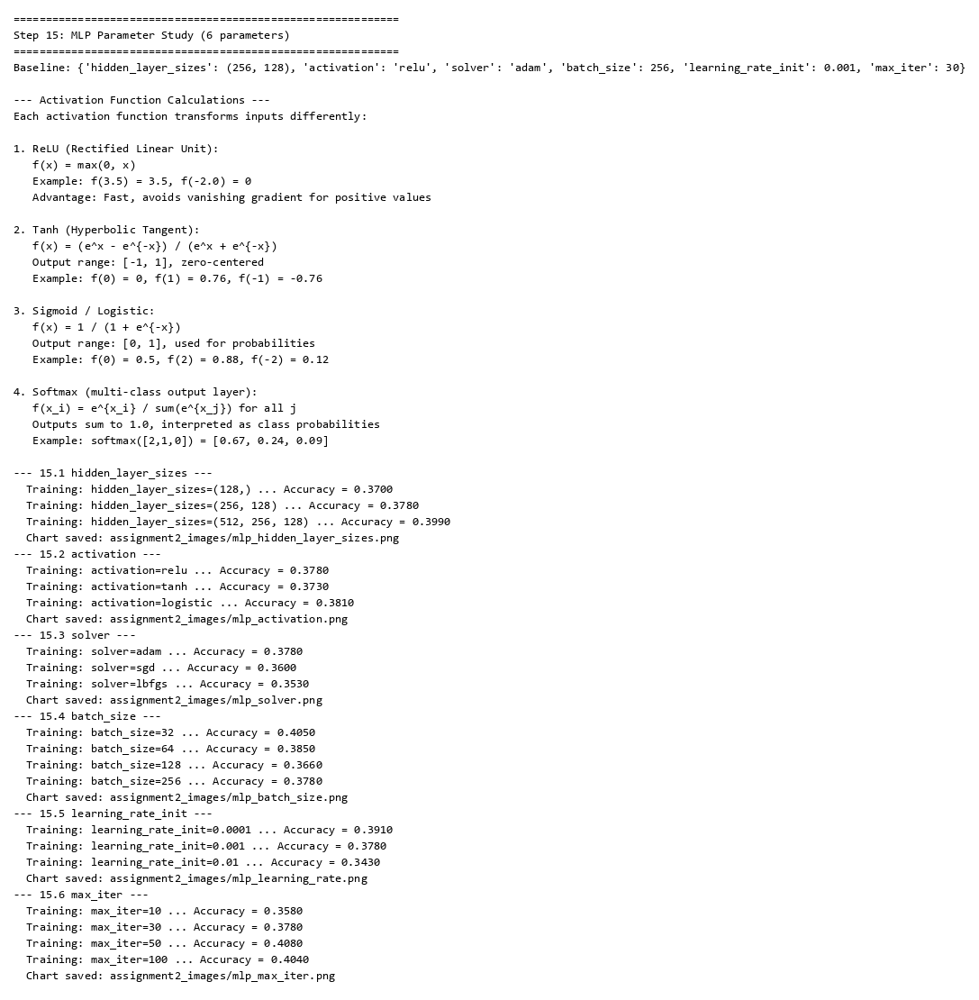 ============================================================
Step 15: MLP Parameter Study (6 parameters)
============================================================
Baseline: {'hidden_layer_sizes': (256, 128), 'activation': 'relu', 'solver': 'adam', 'batch_size': 256, 'learning_rate_init': 0.001, 'max_iter': 30}
--- Activation Function Calculations ---
Each activation function transforms inputs differently:
1. ReLU (Rectified Linear Unit):
f(x) = max(0, x)
Example: f(3.5) = 3.5, f(-2.0) = 0
Advantage: Fast, avoids vanishing gradient for positive values
2. Tanh (Hyperbolic Tangent):
f(x) = (e^x - e^{-x}) / (e^x + e^{-x})
Output range: [-1, 1], zero-centered
Example: f(0) = 0, f(1) = 0.76, f(-1) = -0.76
3. Sigmoid / Logistic:
f(x) = 1 / (1 + e^{-x})
Output range: [0, 1], used for probabilities
Example: f(0) = 0.5, f(2) = 0.88, f(-2) = 0.12
4. Softmax (multi-class output layer):
f(x_i) = e^{x_i} / sum(e^{x_j}) for all j
Outputs sum to 1.0, interpreted as class probabilities
Example: softmax([2,1,0]) = [0.67, 0.24, 0.09]
--- 15.1 hidden_layer_sizes ---
Training: hidden_layer_sizes=(128,) ... Accuracy = 0.3700
Training: hidden_layer_sizes=(256, 128) ... Accuracy = 0.3780
Training: hidden_layer_sizes=(512, 256, 128) ... Accuracy = 0.3990
Chart saved: assignment2_images/mlp_hidden_layer_sizes.png
--- 15.2 activation ---
Training: activation=relu ... Accuracy = 0.3780
Training: activation=tanh ... Accuracy = 0.3730
Training: activation=logistic ... Accuracy = 0.3810
Chart saved: assignment2_images/mlp_activation.png
--- 15.3 solver ---
Training: solver=adam ... Accuracy = 0.3780
Training: solver=sgd ... Accuracy = 0.3600
Training: solver=lbfgs ... Accuracy = 0.3530
Chart saved: assignment2_images/mlp_solver.png
--- 15.4 batch_size ---
Training: batch_size=32 ... Accuracy = 0.4050
Training: batch_size=64 ... Accuracy = 0.3850
Training: batch_size=128 ... Accuracy = 0.3660
Training: batch_size=256 ... Accuracy = 0.3780
Chart saved: assignment2_images/mlp_batch_size.png
--- 15.5 learning_rate_init ---
Training: learning_rate_init=0.0001 ... Accuracy = 0.3910
Training: learning_rate_init=0.001 ... Accuracy = 0.3780
Training: learning_rate_init=0.01 ... Accuracy = 0.3430
Chart saved: assignment2_images/mlp_learning_rate.png
--- 15.6 max_iter ---
Training: max_iter=10 ... Accuracy = 0.3580
Training: max_iter=30 ... Accuracy = 0.3780
Training: max_iter=50 ... Accuracy = 0.4080
Training: max_iter=100 ... Accuracy = 0.4040
Chart saved: assignment2_images/mlp_max_iter.png